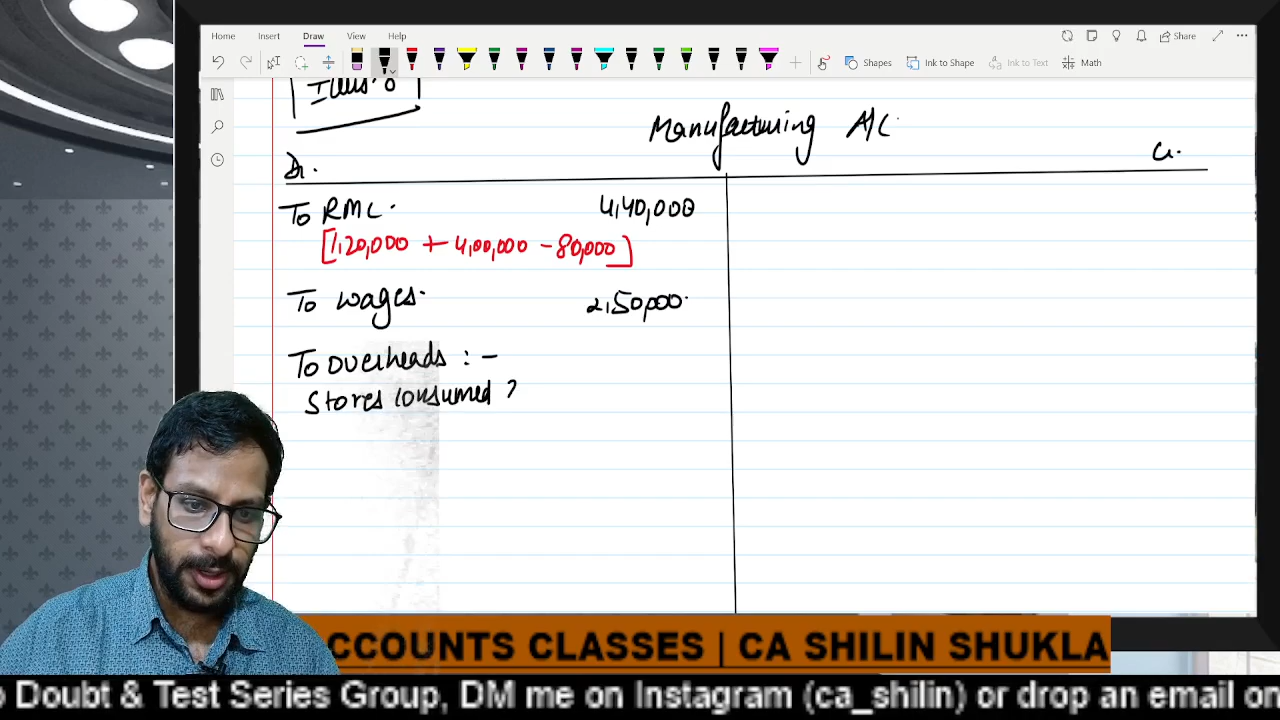 Home Insert Draw View Help Share
Shapes Ink to Shape Ink to Text Math
Illus. 8
Manufacturing A/C
Dr. Cr.
To RMC. 4,40,000
[1,20,000 + 4,00,000 - 80,000]
To wages. 2,50,000
To overheads : -
Stores consumed
CCOUNTS CLASSES | CA SHILIN SHUKLA
o Doubt & Test Series Group, DM me on Instagram (ca_shilin) or drop an email on